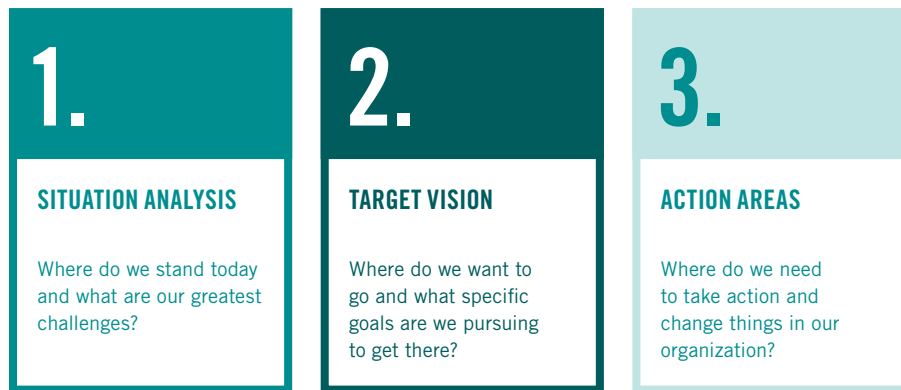 1.
SITUATION ANALYSIS
Where do we stand today
and what are our greatest
challenges?
2.
TARGET VISION
Where do we want to
go and what specific
goals are we pursuing
to get there?
3.
ACTION AREAS
Where do we need
to take action and
change things in our
organization?